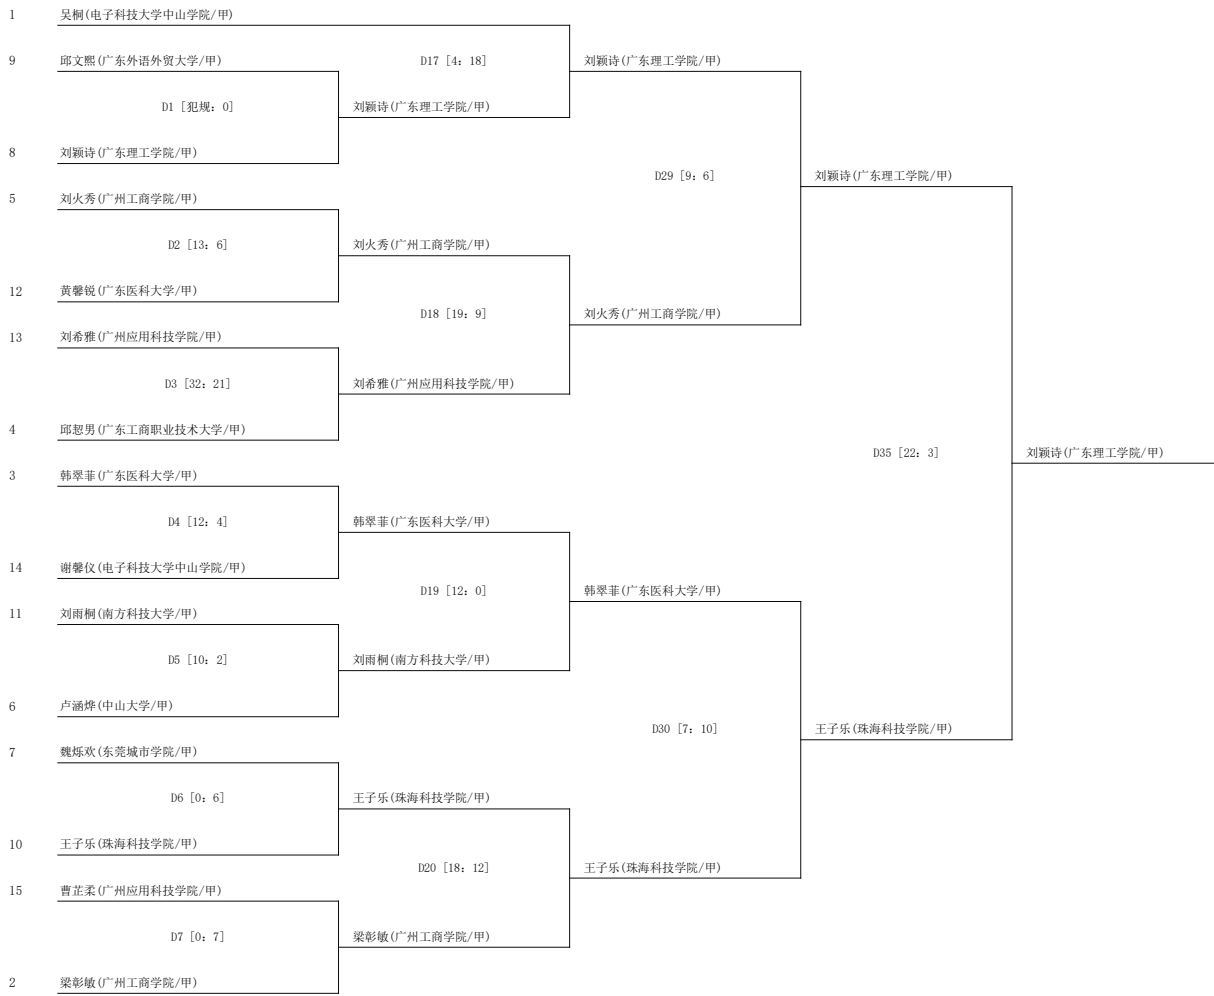 1 吴桐(电子科技大学中山学院/甲)
9 邱文熙(广东外语外贸大学/甲) D17 [4: 18] 刘颖诗(广东理工学院/甲)
D1 [犯规: 0] 刘颖诗(广东理工学院/甲)
8 刘颖诗(广东理工学院/甲)
D29 [9: 6] 刘颖诗(广东理工学院/甲)
5 刘火秀(广州工商学院/甲)
D2 [13: 6] 刘火秀(广州工商学院/甲)
12 黄馨锐(广东医科大学/甲)
D18 [19: 9] 刘火秀(广州工商学院/甲)
13 刘希雅(广州应用科技学院/甲)
D3 [32: 21] 刘希雅(广州应用科技学院/甲)
4 邱恕男(广东工商职业技术大学/甲)
D35 [22: 3] 刘颖诗(广东理工学院/甲)
3 韩翠菲(广东医科大学/甲)
D4 [12: 4] 韩翠菲(广东医科大学/甲)
14 谢馨仪(电子科技大学中山学院/甲)
D19 [12: 0] 韩翠菲(广东医科大学/甲)
11 刘雨桐(南方科技大学/甲)
D5 [10: 2] 刘雨桐(南方科技大学/甲)
6 卢涵烨(中山大学/甲)
D30 [7: 10] 王子乐(珠海科技学院/甲)
7 魏烁欢(东莞城市学院/甲)
D6 [0: 6] 王子乐(珠海科技学院/甲)
10 王子乐(珠海科技学院/甲)
D20 [18: 12] 王子乐(珠海科技学院/甲)
15 曹芷柔(广州应用科技学院/甲)
D7 [0: 7] 梁彰敏(广州工商学院/甲)
2 梁彰敏(广州工商学院/甲)